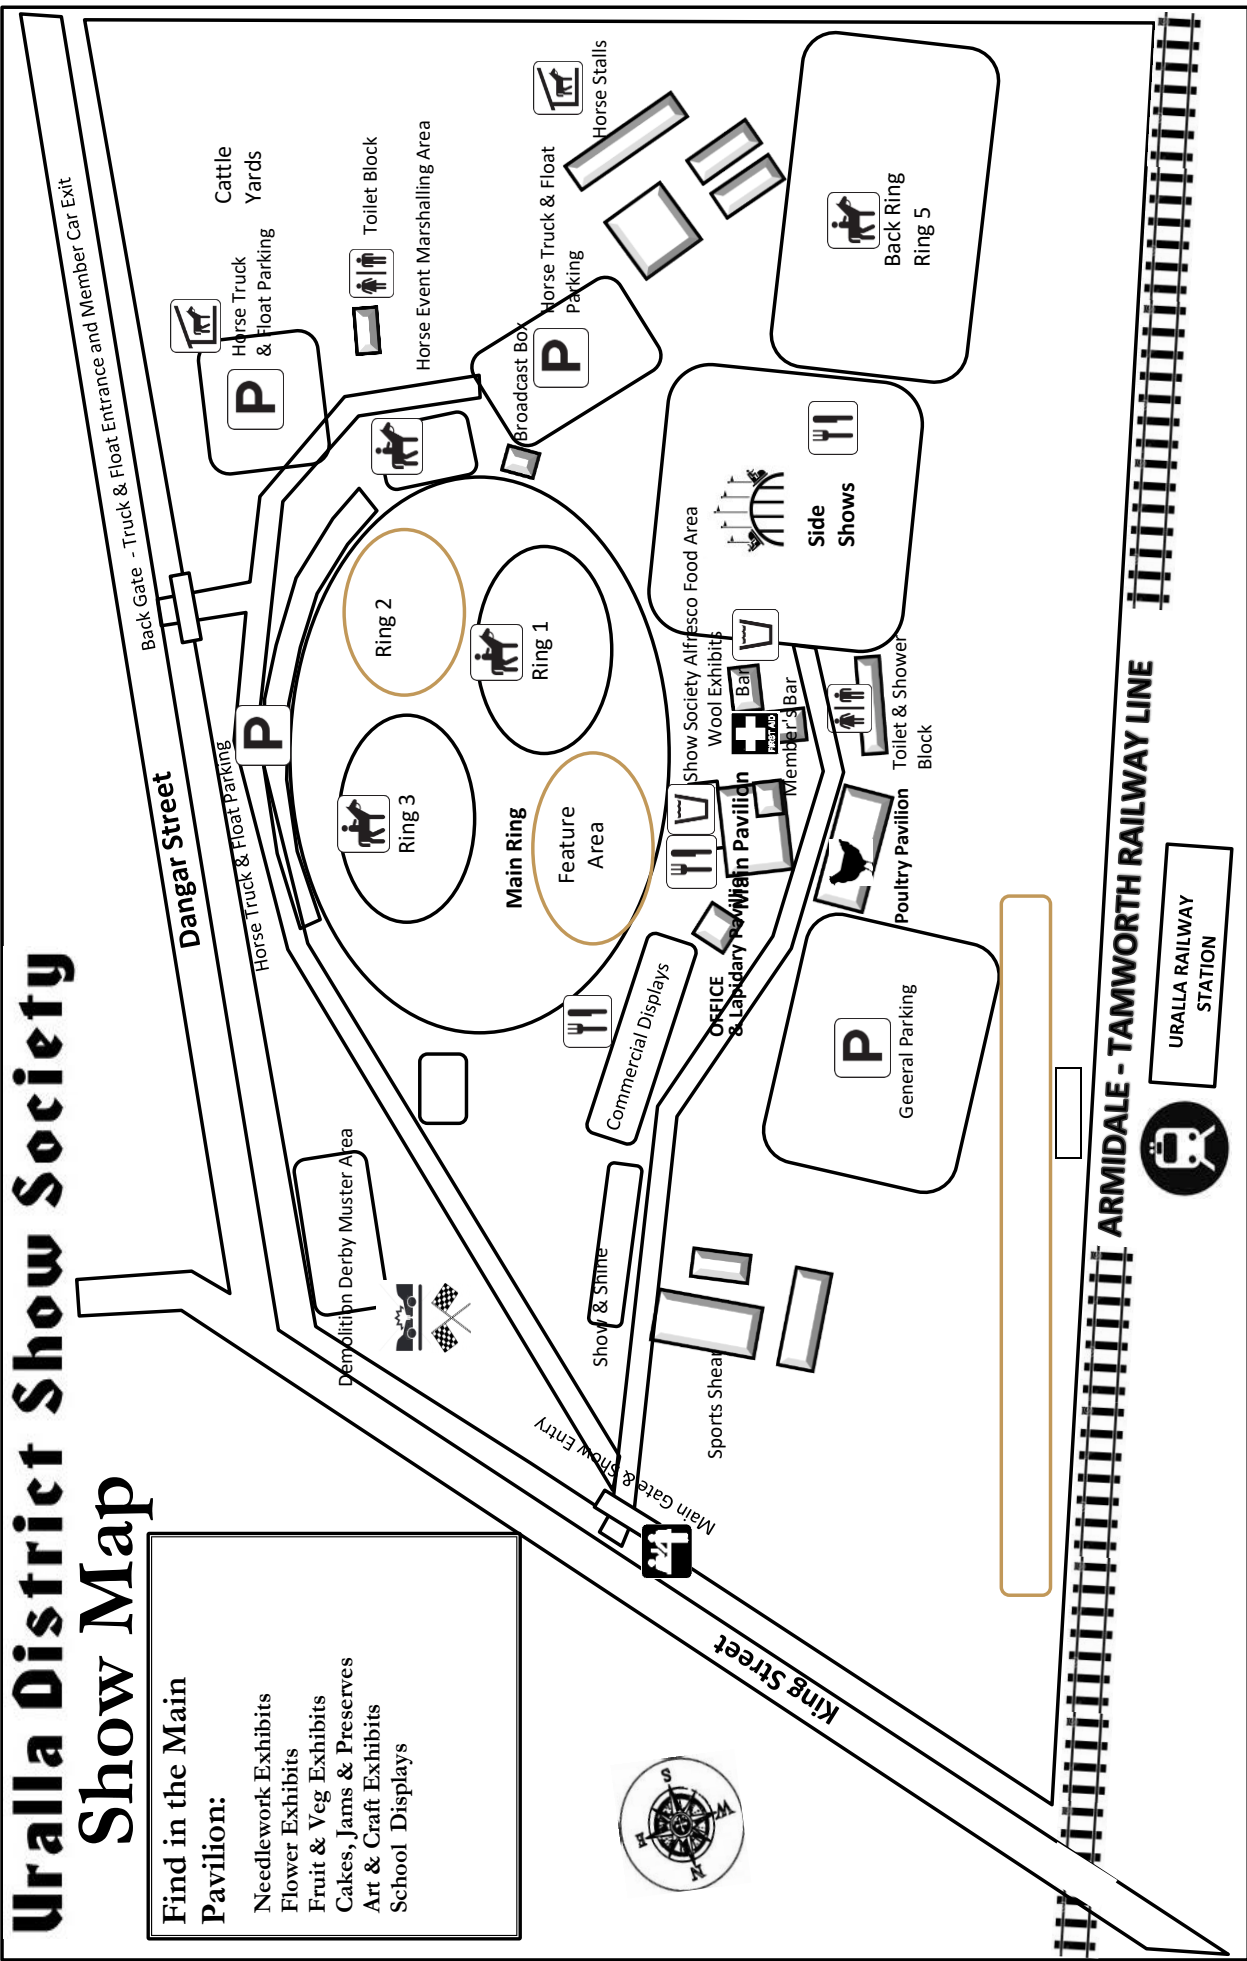 Uralla District Show Society
Show Map
Find in the Main
Pavilion:
Needlework Exhibits
Flower Exhibits
Fruit & Veg Exhibits
Cakes, Jams & Preserves
Art & Craft Exhibits
School Displays
Back Gate - Truck & Float Entrance and Member Car Exit
Dangar Street
Horse Truck & Float Parking
P
Horse Truck
& Float Parking
P
Cattle
Yards
Toilet Block
Horse Event Marshalling Area
Broadcast Box
Horse Truck & Float
Parking
P
Horse Stalls
Back Ring
Ring 5
Ring 2
Ring 1
Ring 3
Main Ring
Feature
Area
Side
Shows
Show Society Alfresco Food Area
Wool Exhibits
Bar
FIRST AID
Member's Bar
Main Pavilion
Toilet & Shower
Block
Poultry Pavilion
OFFICE
& Lapidary Pavilion
Commercial Displays
P
General Parking
Demolition Derby Muster Area
Show & Shine
Sports Shear
Main Gate & Show Entry
King Street
N
E
S
W
ARMIDALE - TAMWORTH RAILWAY LINE
URALLA RAILWAY
STATION